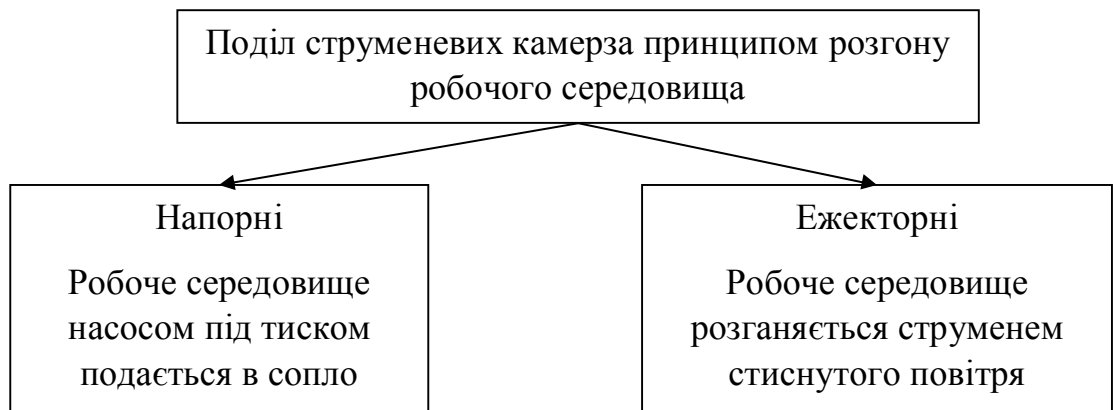 Поділ струменевих камерза принципом розгону
робочого середовища
Напорні
Робоче середовище
насосом під тиском
подається в сопло
Ежекторні
Робоче середовище
розганяється струменем
стиснутого повітря